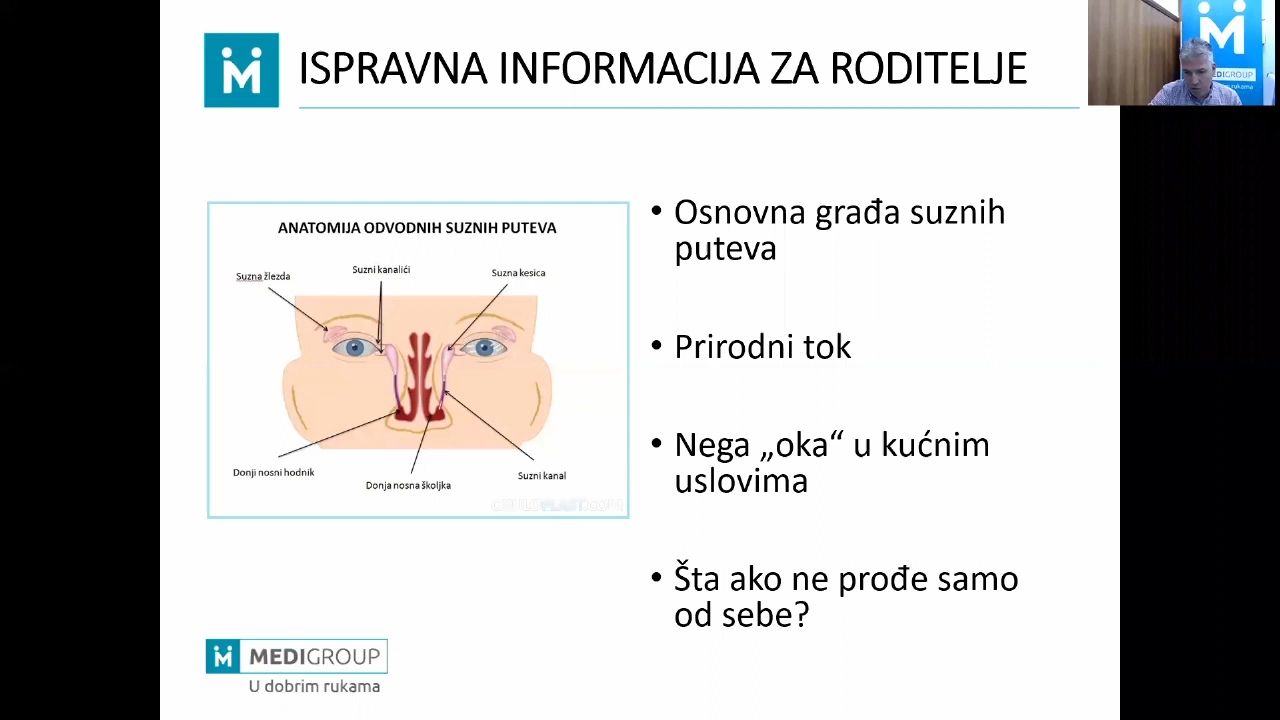 ISPRAVNA INFORMACIJA ZA RODITELJE
ANATOMIJA ODVODNIH SUZNIH PUTEVA
Suzna žlezda
Suzni kanalići
Suzna kesica
Donji nosni hodnik
Donja nosna školjka
Suzni kanal
• Osnovna građa suznih
puteva
• Prirodni tok
• Nega „oka“ u kućnim
uslovima
• Šta ako ne prođe samo
od sebe?
MEDIGROUP
U dobrim rukama